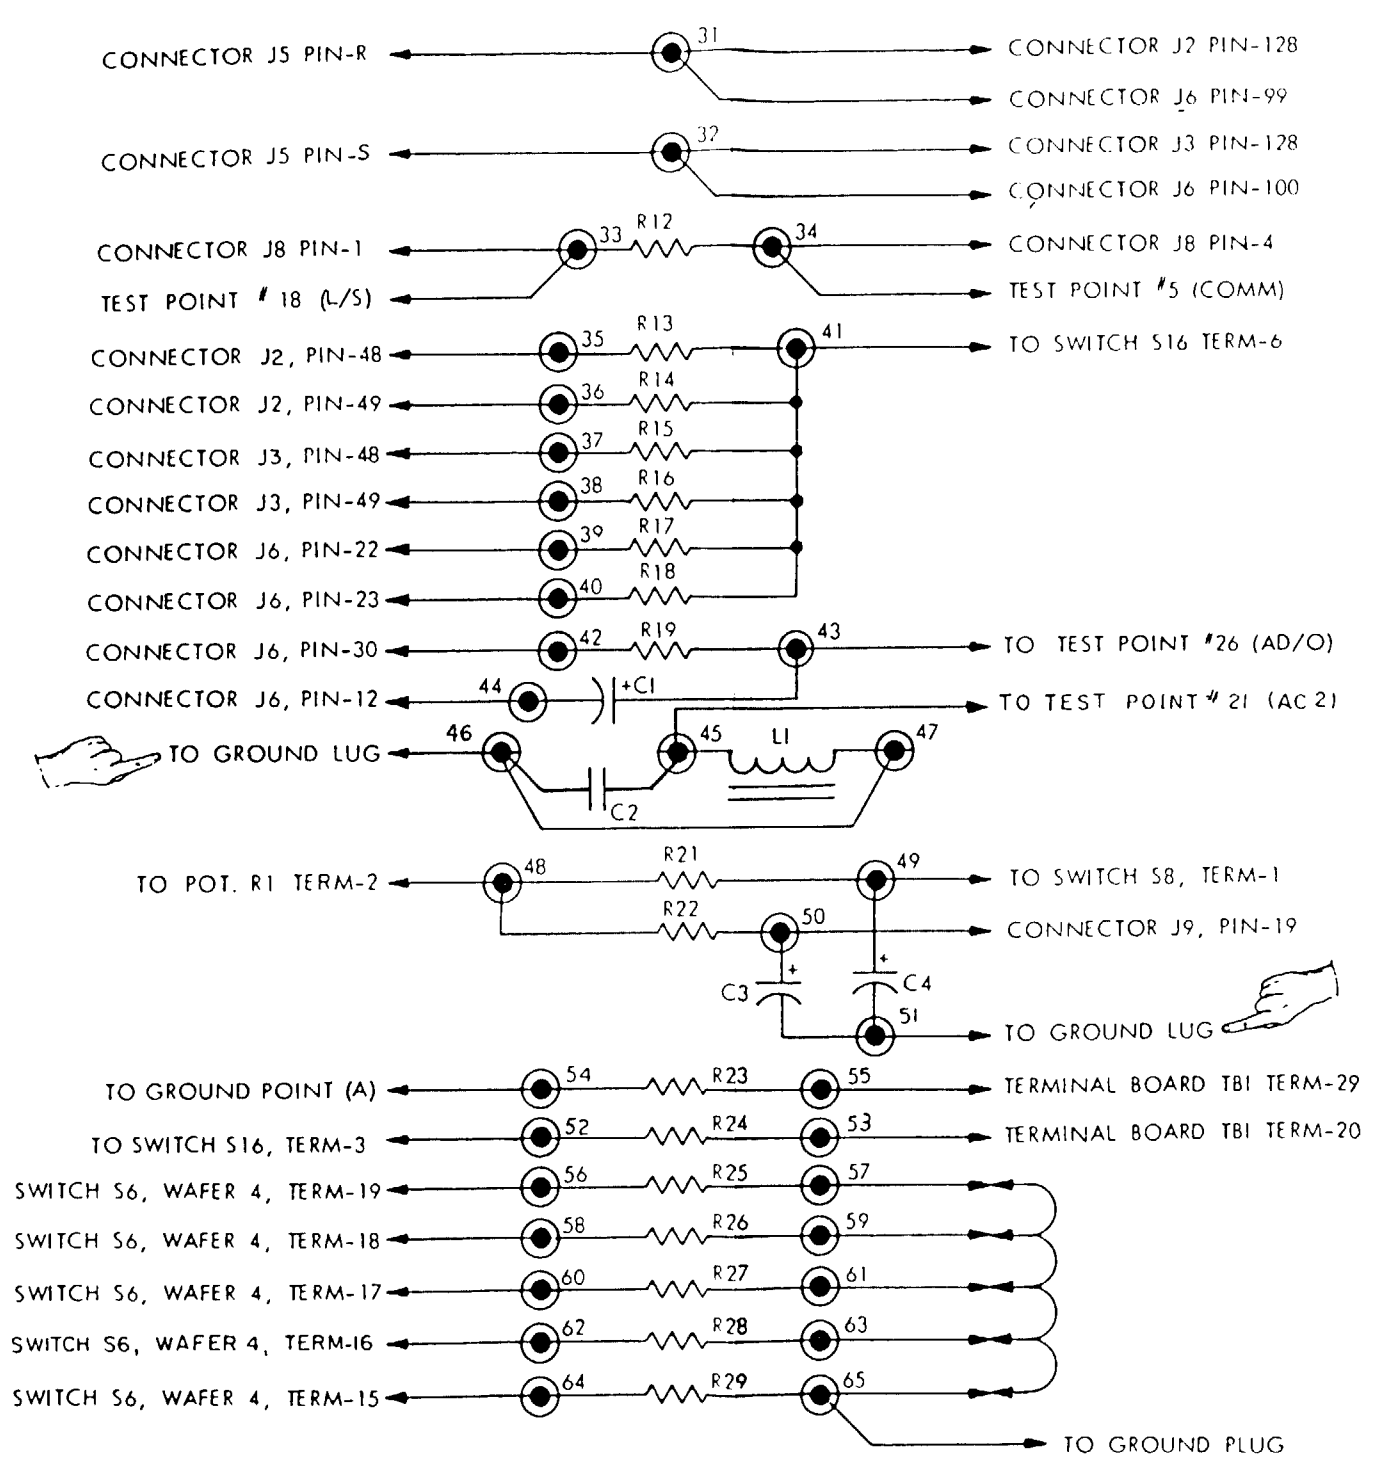 CONNECTOR J5 PIN-R 31 CONNECTOR J2 PIN-128
CONNECTOR J6 PIN-99
CONNECTOR J5 PIN-S 32 CONNECTOR J3 PIN-128
CONNECTOR J6 PIN-100
CONNECTOR J8 PIN-1 33 R12 34 CONNECTOR J8 PIN-4
TEST POINT # 18 (L/S) TEST POINT #5 (COMM)
CONNECTOR J2, PIN-48 35 R13 41 TO SWITCH S16 TERM-6
CONNECTOR J2, PIN-49 36 R14
CONNECTOR J3, PIN-48 37 R15
CONNECTOR J3, PIN-49 38 R16
CONNECTOR J6, PIN-22 39 R17
CONNECTOR J6, PIN-23 40 R18
CONNECTOR J6, PIN-30 42 R19 43 TO TEST POINT #26 (AD/O)
CONNECTOR J6, PIN-12 44 +C1 TO TEST POINT # 21 (AC 2)
TO GROUND LUG 46 45 L1 47
C2
TO POT. R1 TERM-2 48 R21 49 TO SWITCH S8, TERM-1
R22 50 CONNECTOR J9, PIN-19
C3 + + C4
51 TO GROUND LUG
TO GROUND POINT (A) 54 R23 55 TERMINAL BOARD TB1 TERM-29
TO SWITCH S16, TERM-3 52 R24 53 TERMINAL BOARD TB1 TERM-20
SWITCH S6, WAFER 4, TERM-19 56 R25 57
SWITCH S6, WAFER 4, TERM-18 58 R26 59
SWITCH S6, WAFER 4, TERM-17 60 R27 61
SWITCH S6, WAFER 4, TERM-16 62 R28 63
SWITCH S6, WAFER 4, TERM-15 64 R29 65
TO GROUND PLUG